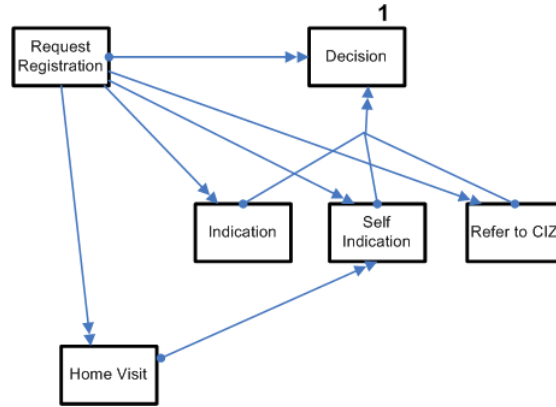 1
Request
Registration
Decision
Indication
Self
Indication
Refer to CIZ
Home Visit